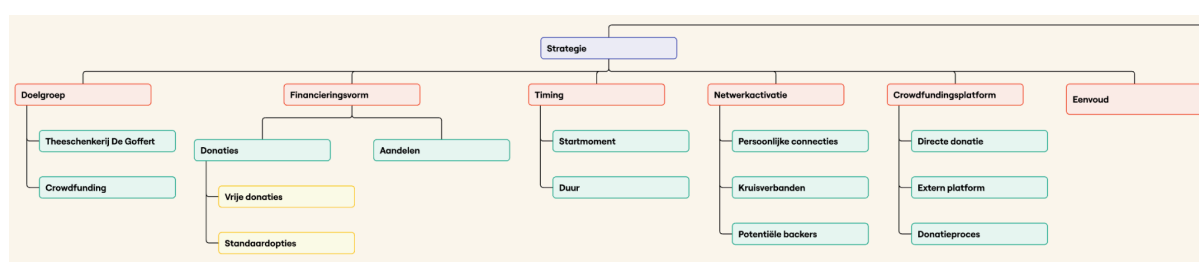 Strategie
Doelgroep
Financieringsvorm
Timing
Netwerkactivatie
Crowdfundingsplatform
Eenvoud
Theeschenkerij De Goffert
Donaties
Aandelen
Startmoment
Persoonlijke connecties
Directe donatie
Crowdfunding
Vrije donaties
Duur
Kruisverbanden
Extern platform
Standaardopties
Potentiële backers
Donatieproces